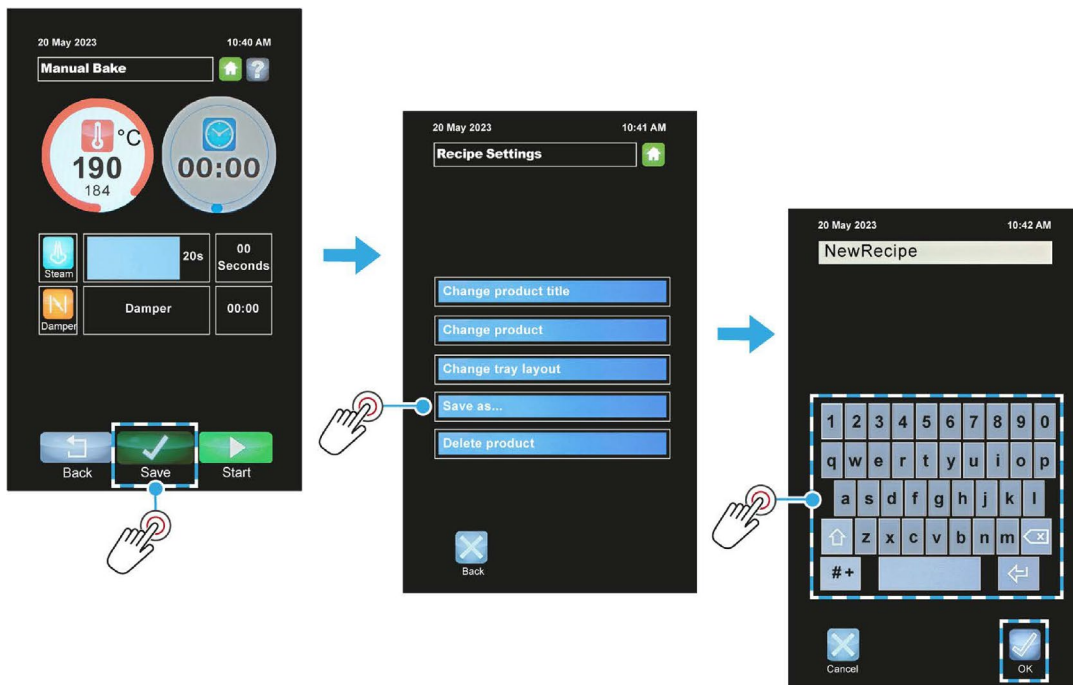 20 May 2023 10:40 AM
Manual Bake
?
°C
190
184
00:00
20s
00 Seconds
Steam
Damper
00:00
Damper
Back
Save
Start
20 May 2023 10:41 AM
Recipe Settings
Change product title
Change product
Change tray layout
Save as...
Delete product
Back
20 May 2023 10:42 AM
NewRecipe
1 2 3 4 5 6 7 8 9 0
q w e r t y u i o p
a s d f g h j k l
z x c v b n m
#+
Cancel
OK